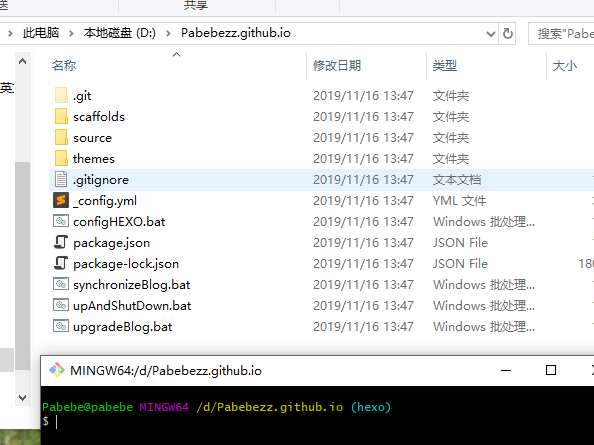 送 共享
此电脑 › 本地磁盘 (D:) › Pabebezz.github.io 搜索"Pabe
名称 修改日期 类型 大小
英
.git 2019/11/16 13:47 文件夹
scaffolds 2019/11/16 13:47 文件夹
source 2019/11/16 13:47 文件夹
themes 2019/11/16 13:47 文件夹
.gitignore 2019/11/16 13:47 文本文档
_config.yml 2019/11/16 13:47 YML 文件
configHEXO.bat 2019/11/16 13:47 Windows 批处理...
package.json 2019/11/16 13:47 JSON File
package-lock.json 2019/11/16 13:47 JSON File 180
synchronizeBlog.bat 2019/11/16 13:47 Windows 批处理...
upAndShutDown.bat 2019/11/16 13:47 Windows 批处理...
upgradeBlog.bat 2019/11/16 13:47 Windows 批处理...
MINGW64:/d/Pabebezz.github.io
Pabebe@pabebe MINGW64 /d/Pabebezz.github.io (hexo)
$